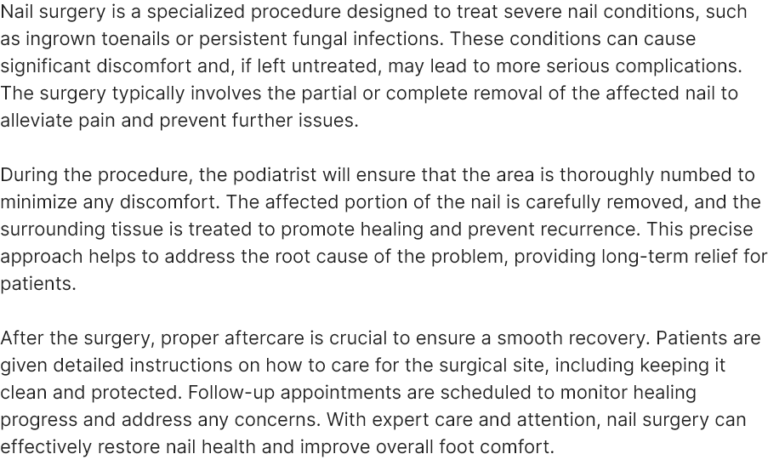 Nail surgery is a specialized procedure designed to treat severe nail conditions, such
as ingrown toenails or persistent fungal infections. These conditions can cause
significant discomfort and, if left untreated, may lead to more serious complications.
The surgery typically involves the partial or complete removal of the affected nail to
alleviate pain and prevent further issues.

During the procedure, the podiatrist will ensure that the area is thoroughly numbed to
minimize any discomfort. The affected portion of the nail is carefully removed, and the
surrounding tissue is treated to promote healing and prevent recurrence. This precise
approach helps to address the root cause of the problem, providing long-term relief for
patients.

After the surgery, proper aftercare is crucial to ensure a smooth recovery. Patients are
given detailed instructions on how to care for the surgical site, including keeping it
clean and protected. Follow-up appointments are scheduled to monitor healing
progress and address any concerns. With expert care and attention, nail surgery can
effectively restore nail health and improve overall foot comfort.